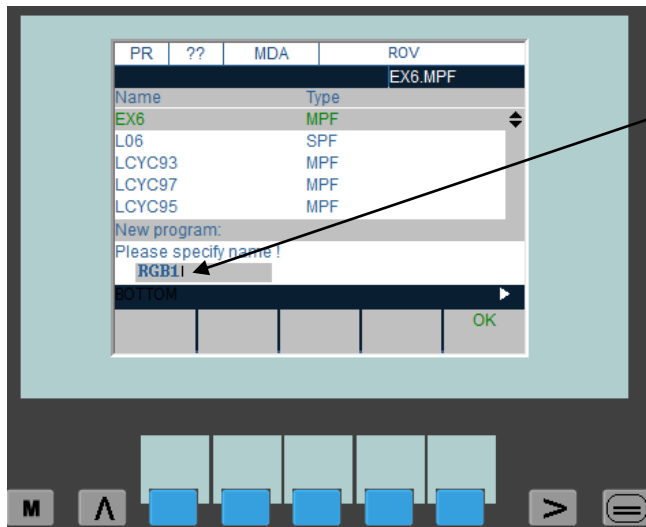 PR ?? MDA ROV
EX6.MPF
Name Type
EX6 MPF
L06 SPF
LCYC93 MPF
LCYC97 MPF
LCYC95 MPF
New program:
Please specify name !
RGB1
BOTTOM
OK
M Λ >